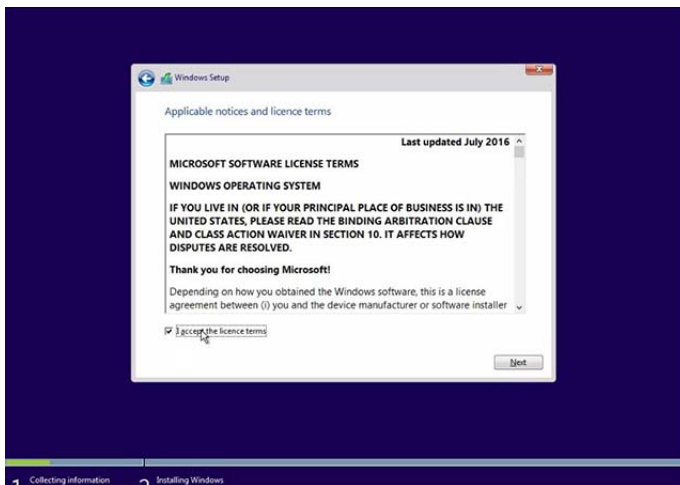 Windows Setup
Applicable notices and licence terms
Last updated July 2016
MICROSOFT SOFTWARE LICENSE TERMS
WINDOWS OPERATING SYSTEM
IF YOU LIVE IN (OR IF YOUR PRINCIPAL PLACE OF BUSINESS IS IN) THE
UNITED STATES, PLEASE READ THE BINDING ARBITRATION CLAUSE
AND CLASS ACTION WAIVER IN SECTION 10. IT AFFECTS HOW
DISPUTES ARE RESOLVED.
Thank you for choosing Microsoft!
Depending on how you obtained the Windows software, this is a license
agreement between (i) you and the device manufacturer or software installer
I accept the licence terms
Next
1 Collecting information
2 Installing Windows